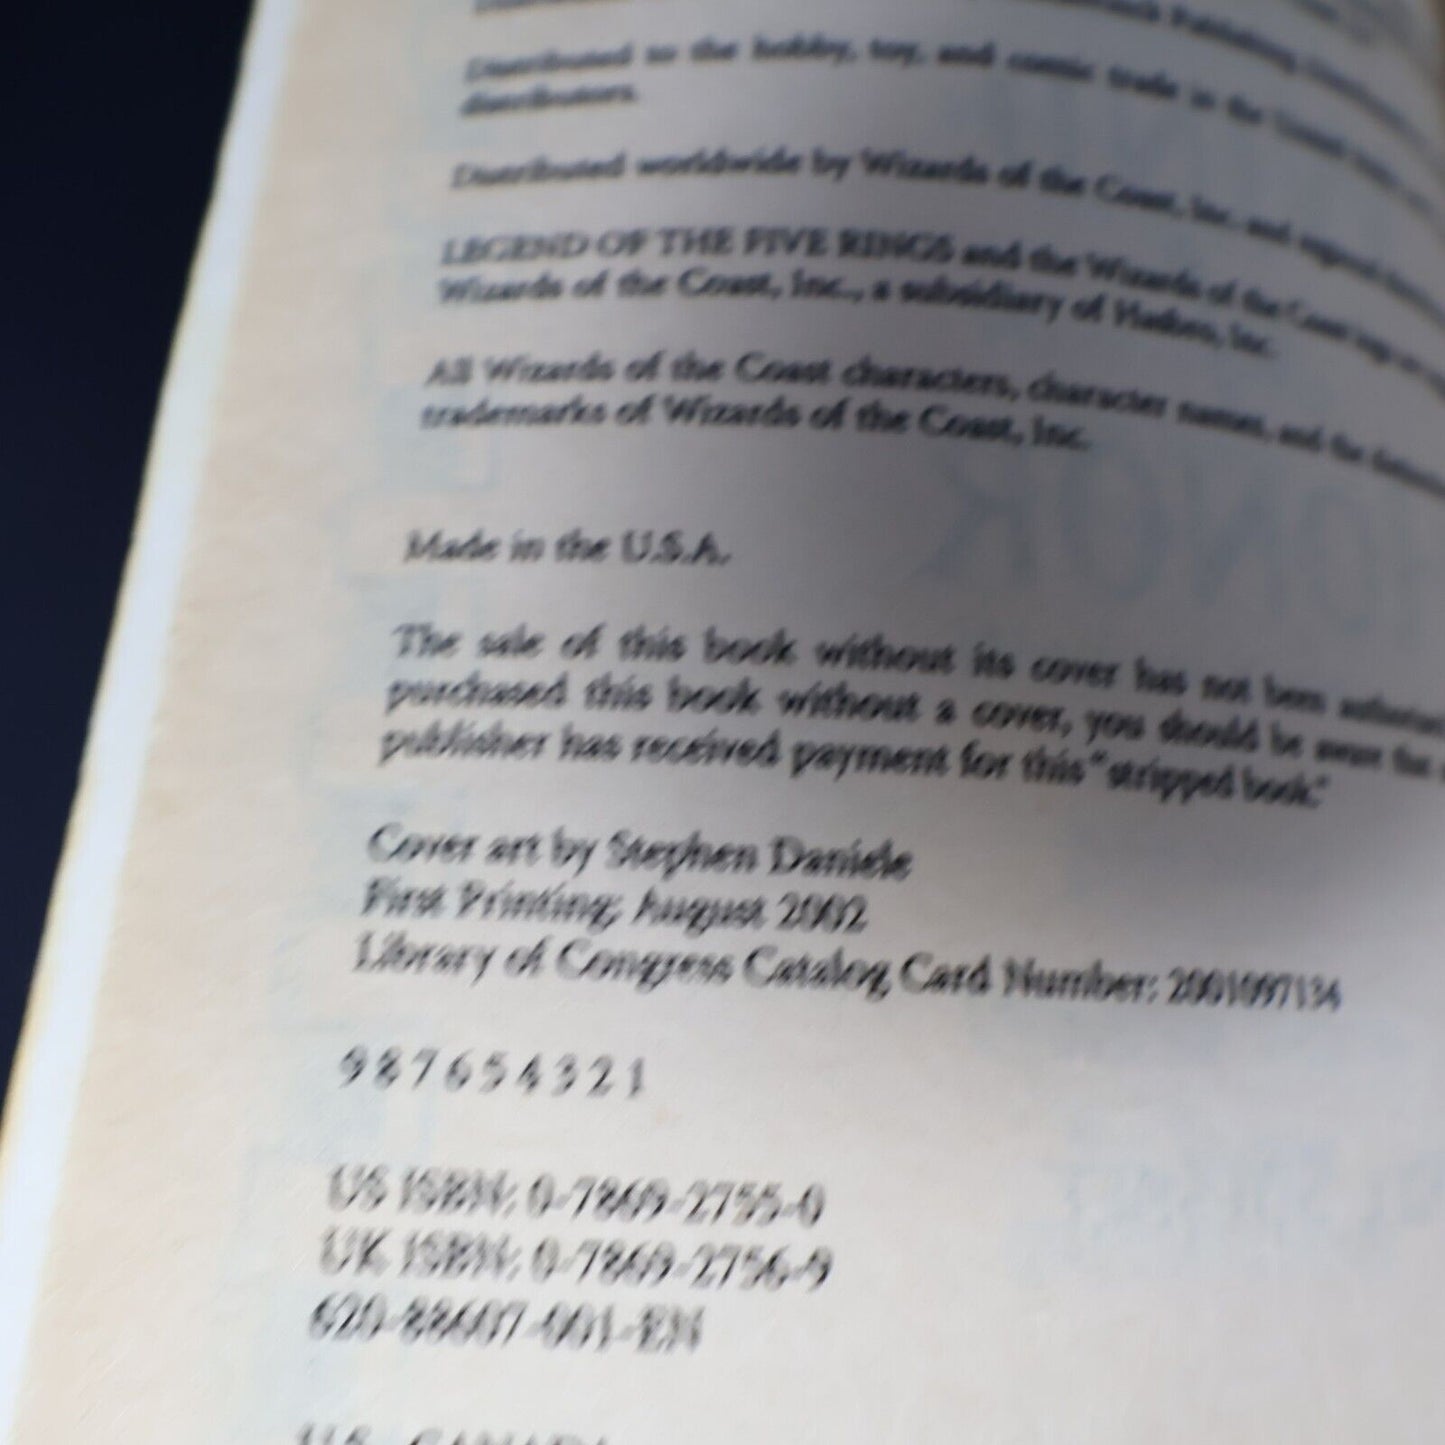 Publishing
Distributed to the hobby, toy, and comic trade in the United
distributors.
Distributed worldwide by Wizards of the Coast, Inc. and regional
LEGEND OF THE FIVE RINGS and the Wizards of the Coast logo are
Wizards of the Coast, Inc., a subsidiary of Hasbro, Inc.
All Wizards of the Coast characters, character names, and the
trademarks of Wizards of the Coast, Inc.
Made in the U.S.A.
The sale of this book without its cover has not been
purchased this book without a cover, you should be aware that
publisher has received payment for this "stripped book."
Cover art by Stephen Daniele
First Printing: August 2002
Library of Congress Catalog Card Number: 2001097134
9 8 7 6 5 4 3 2 1
US ISBN: 0-7869-2755-0
UK ISBN: 0-7869-2756-9
620-88607-001-EN
U.S., CANADA